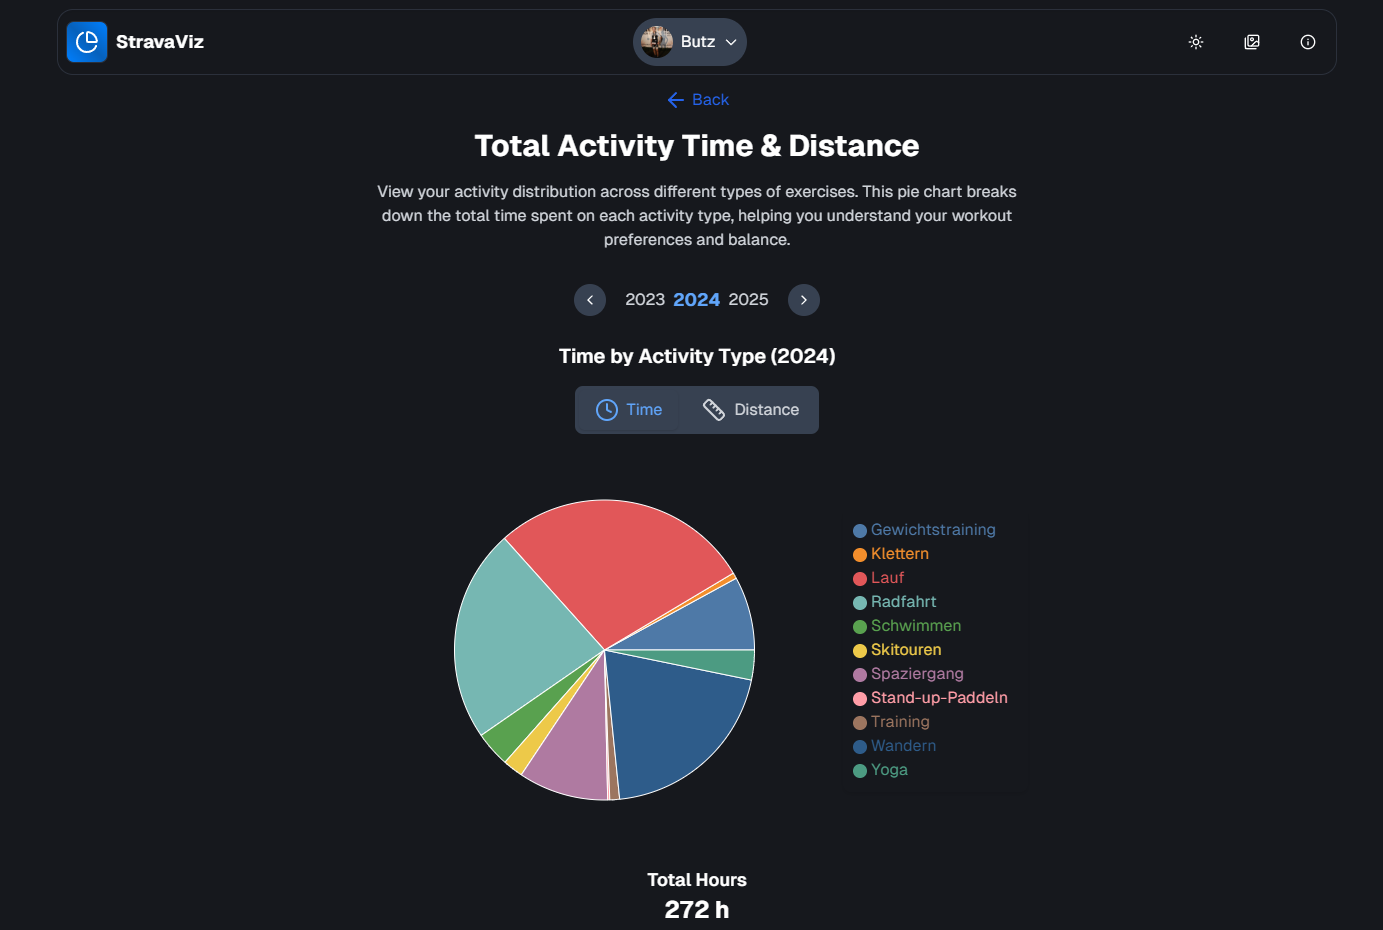 StravaViz
Butz
Back
Total Activity Time & Distance
View your activity distribution across different types of exercises. This pie chart breaks
down the total time spent on each activity type, helping you understand your workout
preferences and balance.
2023 2024 2025
Time by Activity Type (2024)
Time Distance
Gewichtstraining
Klettern
Lauf
Radfahrt
Schwimmen
Skitouren
Spaziergang
Stand-up-Paddeln
Training
Wandern
Yoga
Total Hours
272 h